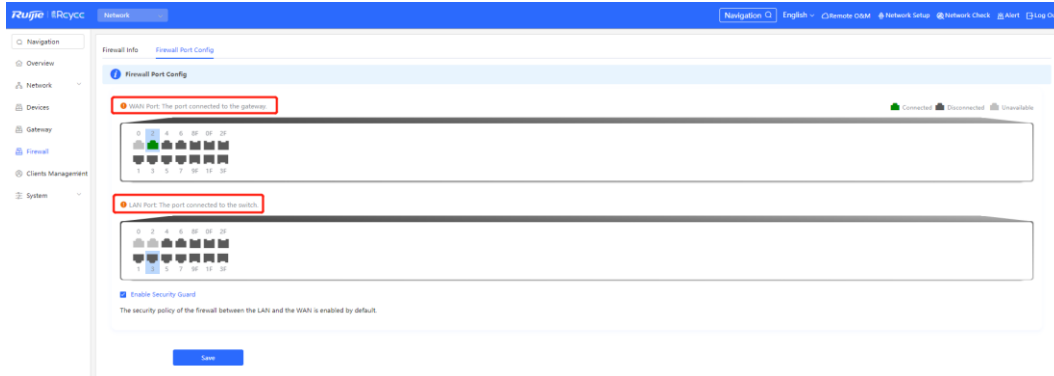 Ruijie | Rcycc Network Navigation English Remote O&M Network Setup Network Check Alert Log Ou
Navigation
Overview
Network
Devices
Gateway
Firewall
Clients Management
System
Firewall Info Firewall Port Config
Firewall Port Config
WAN Port: The port connected to the gateway.
Connected Disconnected Unavailable
0 2 4 6 8F 0F 2F
1 3 5 7 9F 1F 3F
LAN Port: The port connected to the switch.
0 2 4 6 8F 0F 2F
1 3 5 7 9F 1F 3F
Enable Security Guard
The security policy of the firewall between the LAN and the WAN is enabled by default.
Save